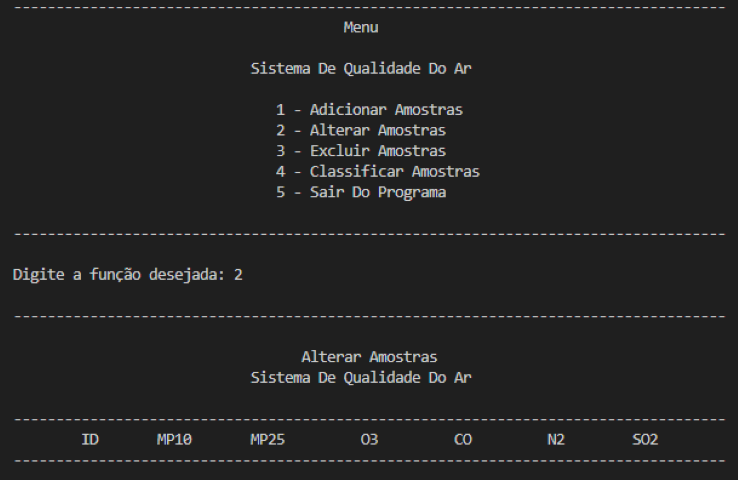 Menu
Sistema De Qualidade Do Ar
1 - Adicionar Amostras
2 - Alterar Amostras
3 - Excluir Amostras
4 - Classificar Amostras
5 - Sair Do Programa
Digite a função desejada: 2
Alterar Amostras
Sistema De Qualidade Do Ar
ID MP10 MP25 O3 CO N2 SO2